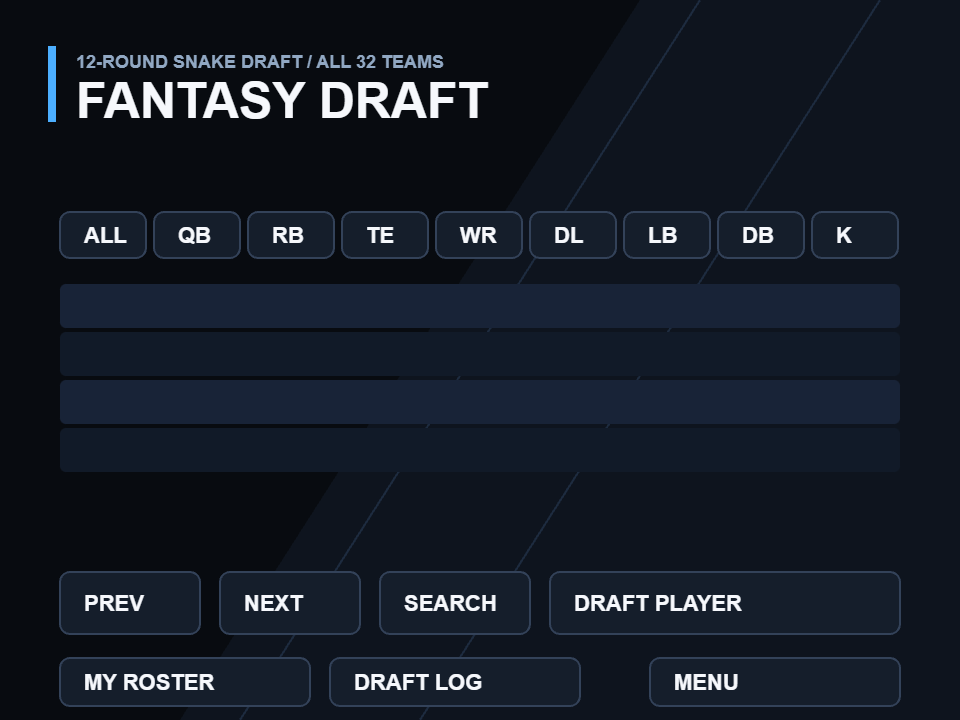 12-ROUND SNAKE DRAFT / ALL 32 TEAMS
FANTASY DRAFT
ALL QB RB TE WR DL LB DB K
PREV NEXT SEARCH DRAFT PLAYER
MY ROSTER DRAFT LOG MENU